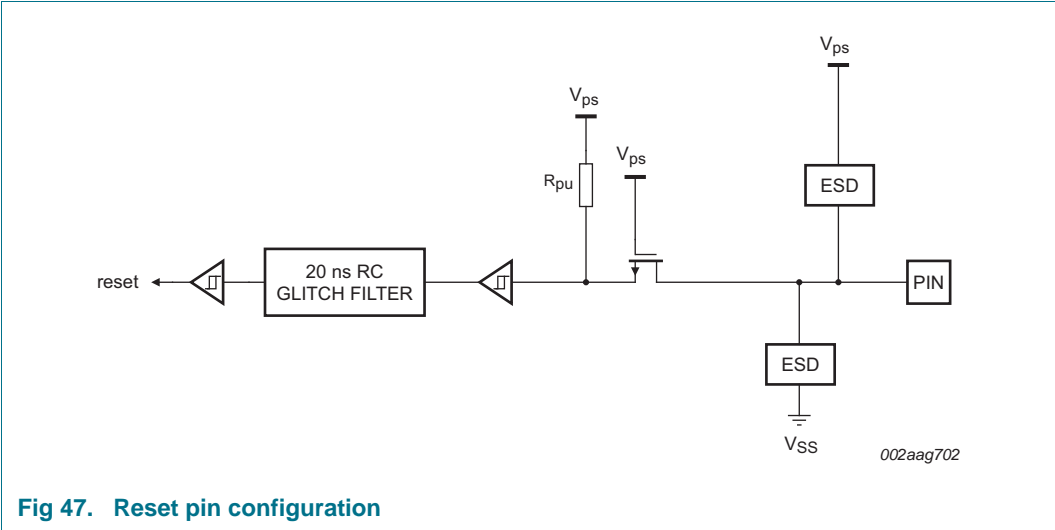 Vps
Vps
Vps
Rpu
ESD
reset
20 ns RC
GLITCH FILTER
PIN
ESD
VSS
002aag702
Fig 47. Reset pin configuration